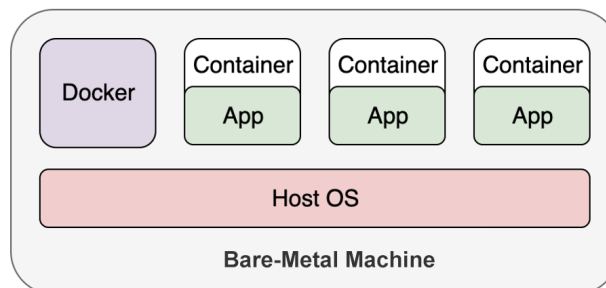 Docker
Container
App
Container
App
Container
App
Host OS
Bare-Metal Machine